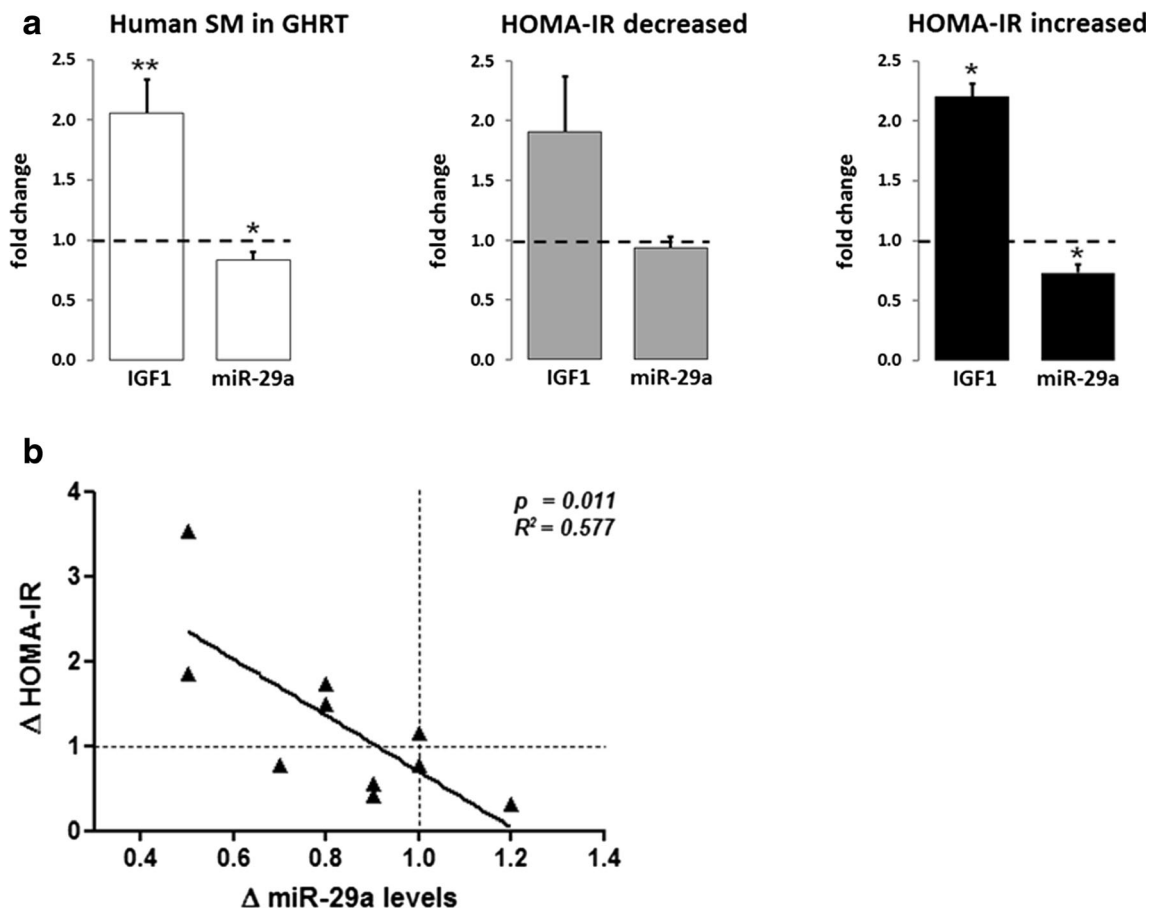 a
Human SM in GHRT
HOMA-IR decreased
HOMA-IR increased
fold change
2.5
2.0
1.5
1.0
0.5
0.0
**
*
IGF1 miR-29a
fold change
2.5
2.0
1.5
1.0
0.5
0.0
IGF1 miR-29a
fold change
2.5
2.0
1.5
1.0
0.5
0.0
*
*
IGF1 miR-29a
b
Δ HOMA-IR
4
3
2
1
0
p = 0.011
R² = 0.577
0.4 0.6 0.8 1.0 1.2 1.4
Δ miR-29a levels